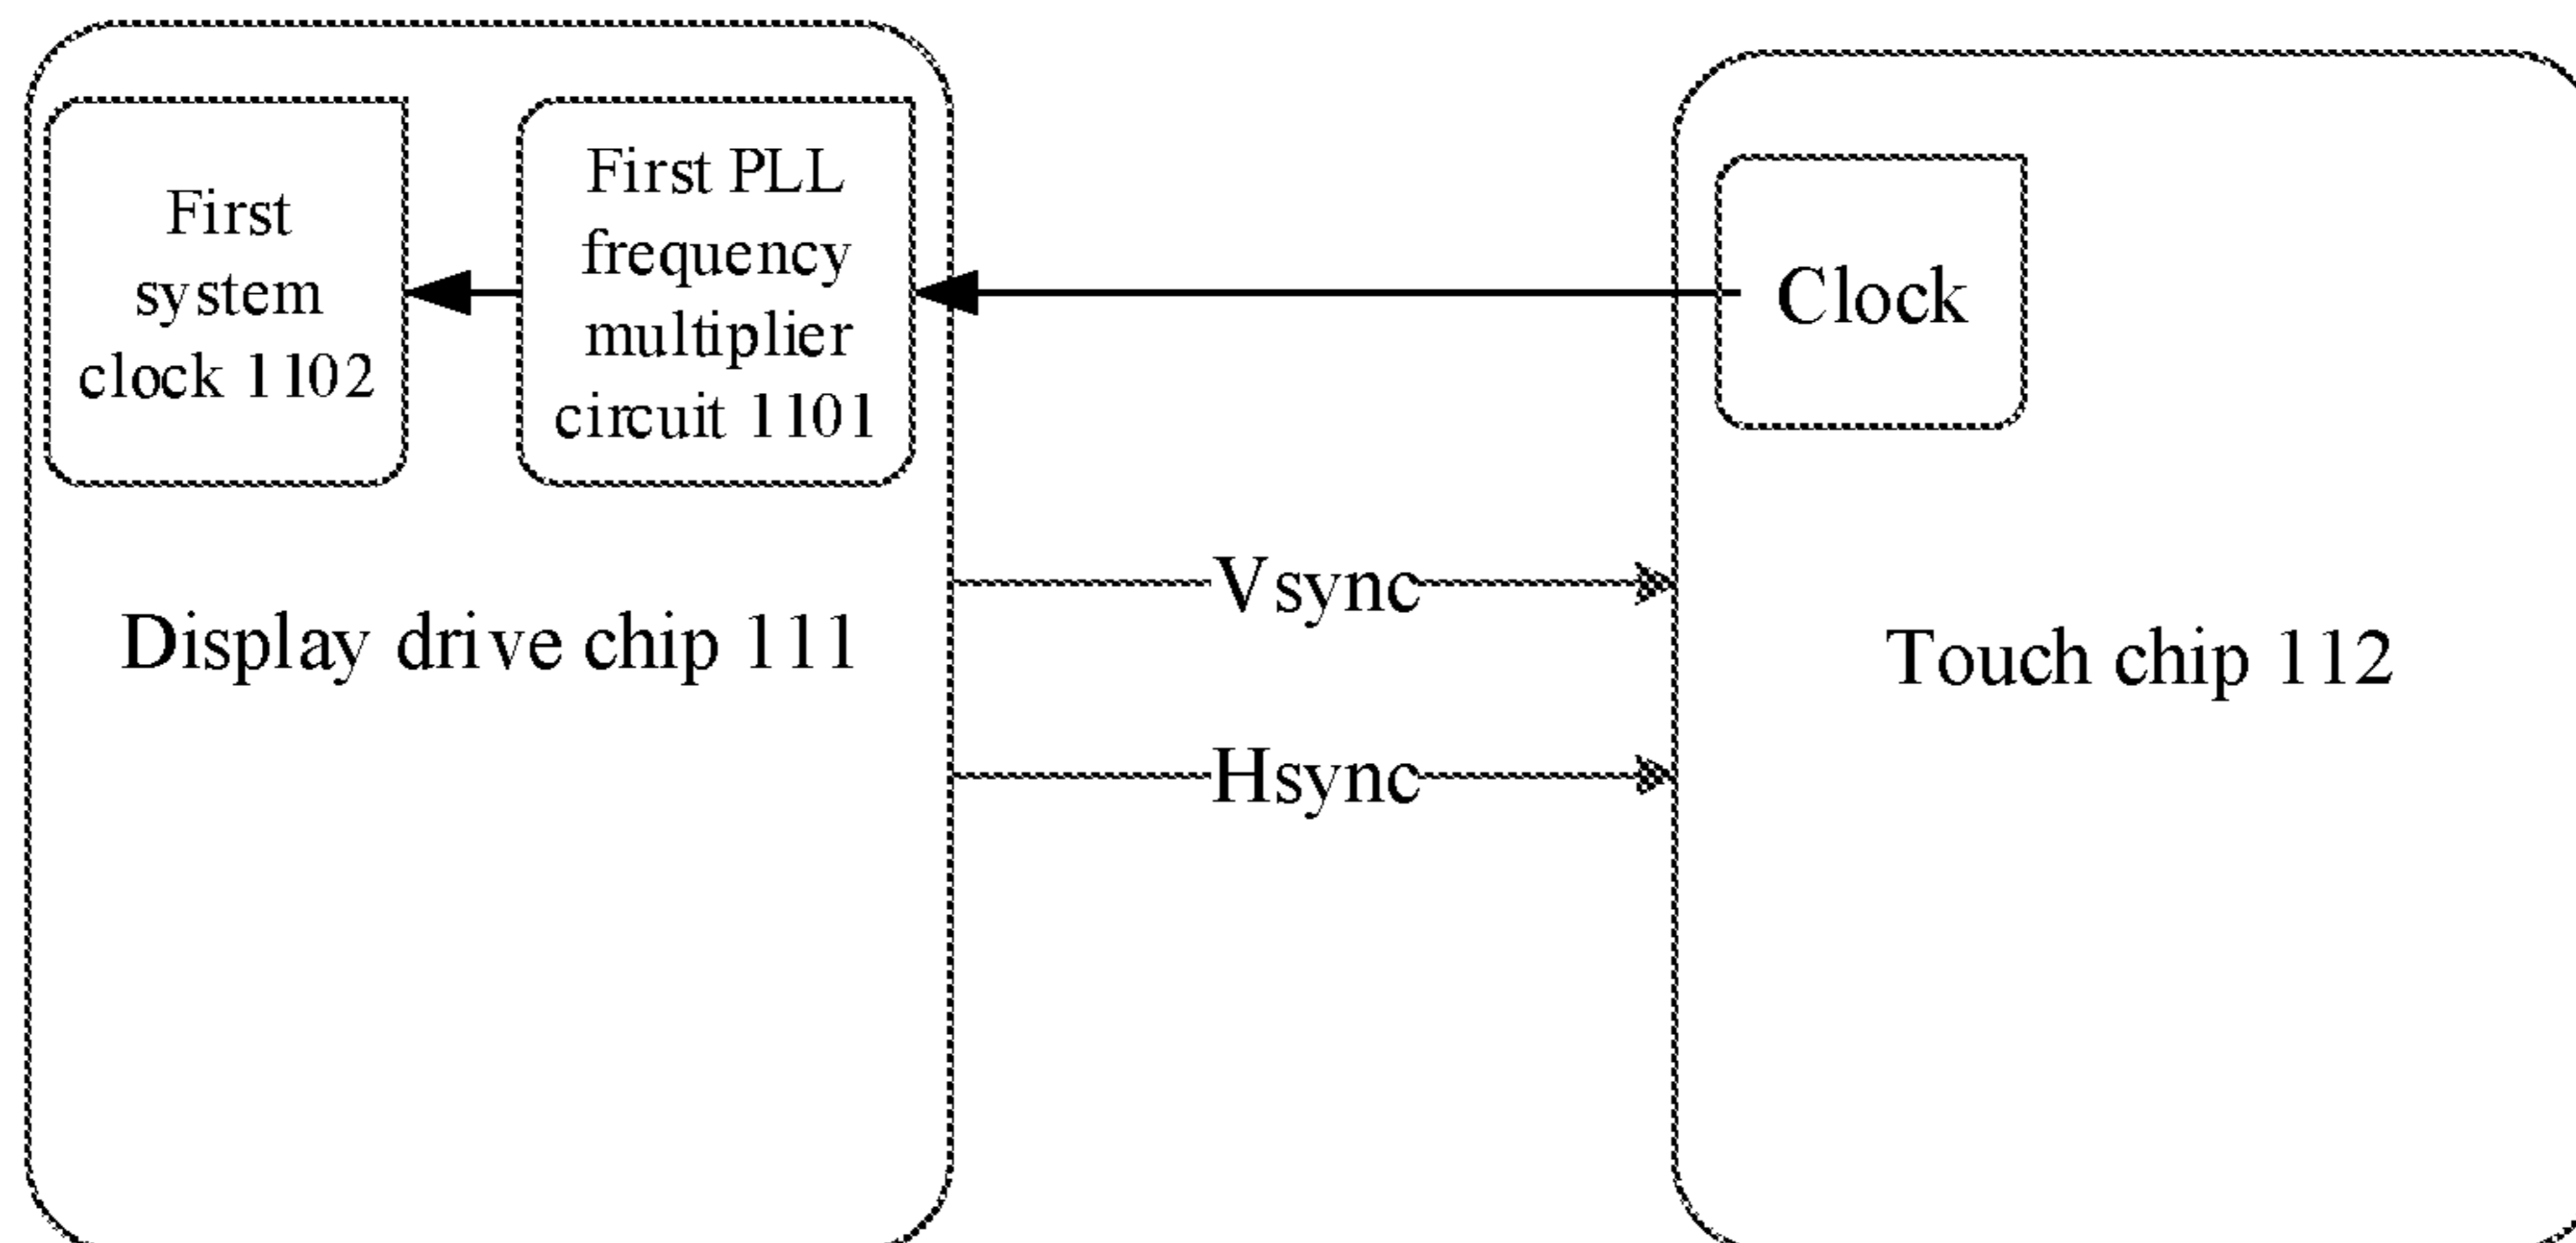 First
system
clock 1102
First PLL
frequency
multiplier
circuit 1101
Clock
Vsync
Display drive chip 111
Touch chip 112
Hsync